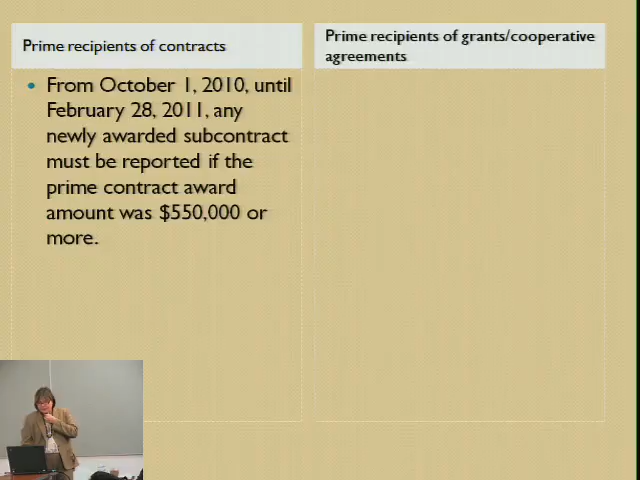 Prime recipients of contracts
Prime recipients of grants/cooperative
agreements
• From October 1, 2010, until
February 28, 2011, any
newly awarded subcontract
must be reported if the
prime contract award
amount was $550,000 or
more.